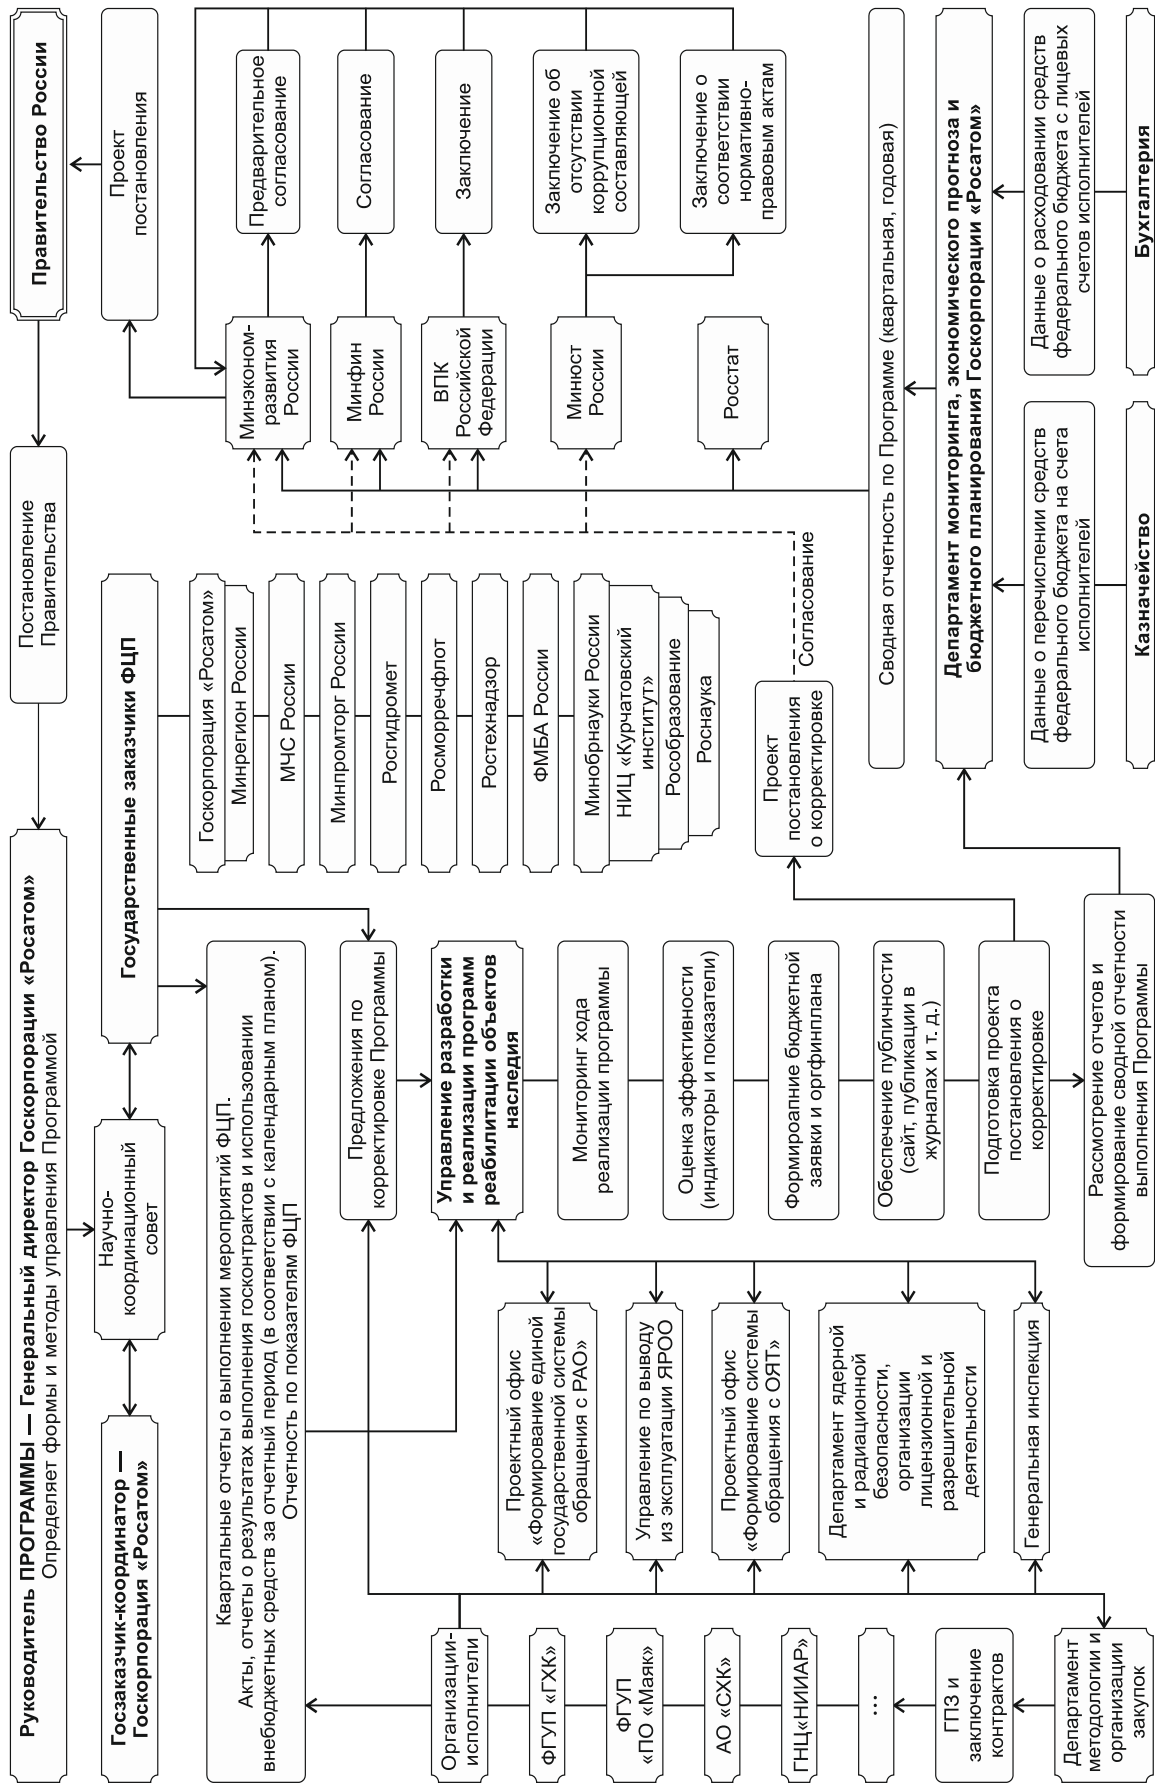 Руководитель ПРОГРАММЫ — Генеральный директор Госкорпорации «Росатом»
Определяет формы и методы управления Программой
Постановление
Правительства
Правительство России
Госзаказчик-координатор —
Госкорпорация «Росатом»
Научно-
координационный
совет
Государственные заказчики ФЦП
Проект
постановления
Квартальные отчеты о выполнении мероприятий ФЦП.
Акты, отчеты о результатах выполнения госконтрактов и использовании
внебюджетных средств за отчетный период (в соответствии с календарным планом).
Отчетность по показателям ФЦП
Госкорпорация «Росатом»
Минрегион России
МЧС России
Минпромторг России
Росгидромет
Росморречфлот
Ростехнадзор
ФМБА России
Минобрнауки России
НИЦ «Курчатовский
институт»
Рособразование
Роснаука
Минэконом-
развития
России
Предварительное
согласование
Минфин
России
Согласование
ВПК
Российской
Федерации
Заключение
Минюст
России
Заключение об
отсутствии
коррупционной
составляющей
Заключение о
соответствии
нормативно-
правовым актам
Росстат
Предложения по
корректировке Программы
Управление разработки
и реализации программ
реабилитации объектов
наследия
Мониторинг хода
реализации программы
Оценка эффективности
(индикаторы и показатели)
Формироапние бюджетной
заявки и оргфинплана
Обеспечение публичности
(сайт, публикации в
журналах и т. д.)
Подготовка проекта
постановления о
корректировке
Рассмотрение отчетов и
формирование сводной отчетности
выполнения Программы
Проект
постановления
о корректировке
Согласование
Организации-
исполнители
ФГУП «ГХК»
ФГУП
«ПО «Маяк»
АО «СХК»
ГНЦ«НИИАР»
...
ГПЗ и
заключение
контрактов
Департамент
методологии и
организации
закупок
Проектный офис
«Формирование единой
государственной системы
обращения с РАО»
Управление по выводу
из эксплуатации ЯРОО
Проектный офис
«Формирование системы
обращения с ОЯТ»
Департамент ядерной
и радиационной
безопасности,
организации
лицензионной и
разрешительной
деятельности
Генеральная инспекция
Сводная отчетность по Программе (квартальная, годовая)
Департамент мониторинга, экономического прогноза и
бюджетного планирования Госкорпорации «Росатом»
Данные о перечислении средств
федерального бюджета на счета
исполнителей
Данные о расходовании средств
федерального бюджета с лицевых
счетов исполнителей
Казначейство
Бухгалтерия